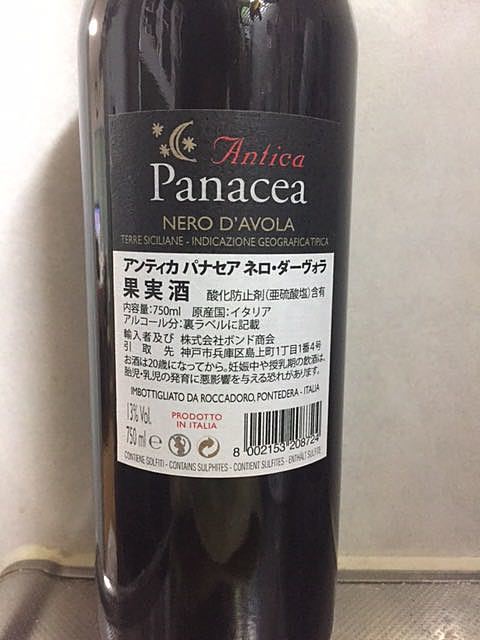 Antica
Panacea
NERO D'AVOLA
TERRE SICILIANE - INDICAZIONE GEOGRAFICA TIPICA
アンティカ パナセア ネロ・ダーヴォラ
果実酒 酸化防止剤(亜硫酸塩)含有
内容量:750ml 原産国:イタリア
アルコール分:裏ラベルに記載
輸入者及び 株式会社ボンド商会
引取先 神戸市兵庫区島上町1丁目1番4号
お酒は20歳になってから。妊娠中や授乳期の飲酒は、
胎児・乳児の発育に悪影響を与える恐れがあります。
IMBOTTIGLIATO DA ROCCADORO, PONTEDERA - ITALIA
13% Vol.
750 ml e
PRODOTTO
IN ITALIA
8 002153 208724
CONTIENE SOLFITI - CONTAINS SULPHITES - CONTIENT SULFITES - ENTHÄLT SULFITE